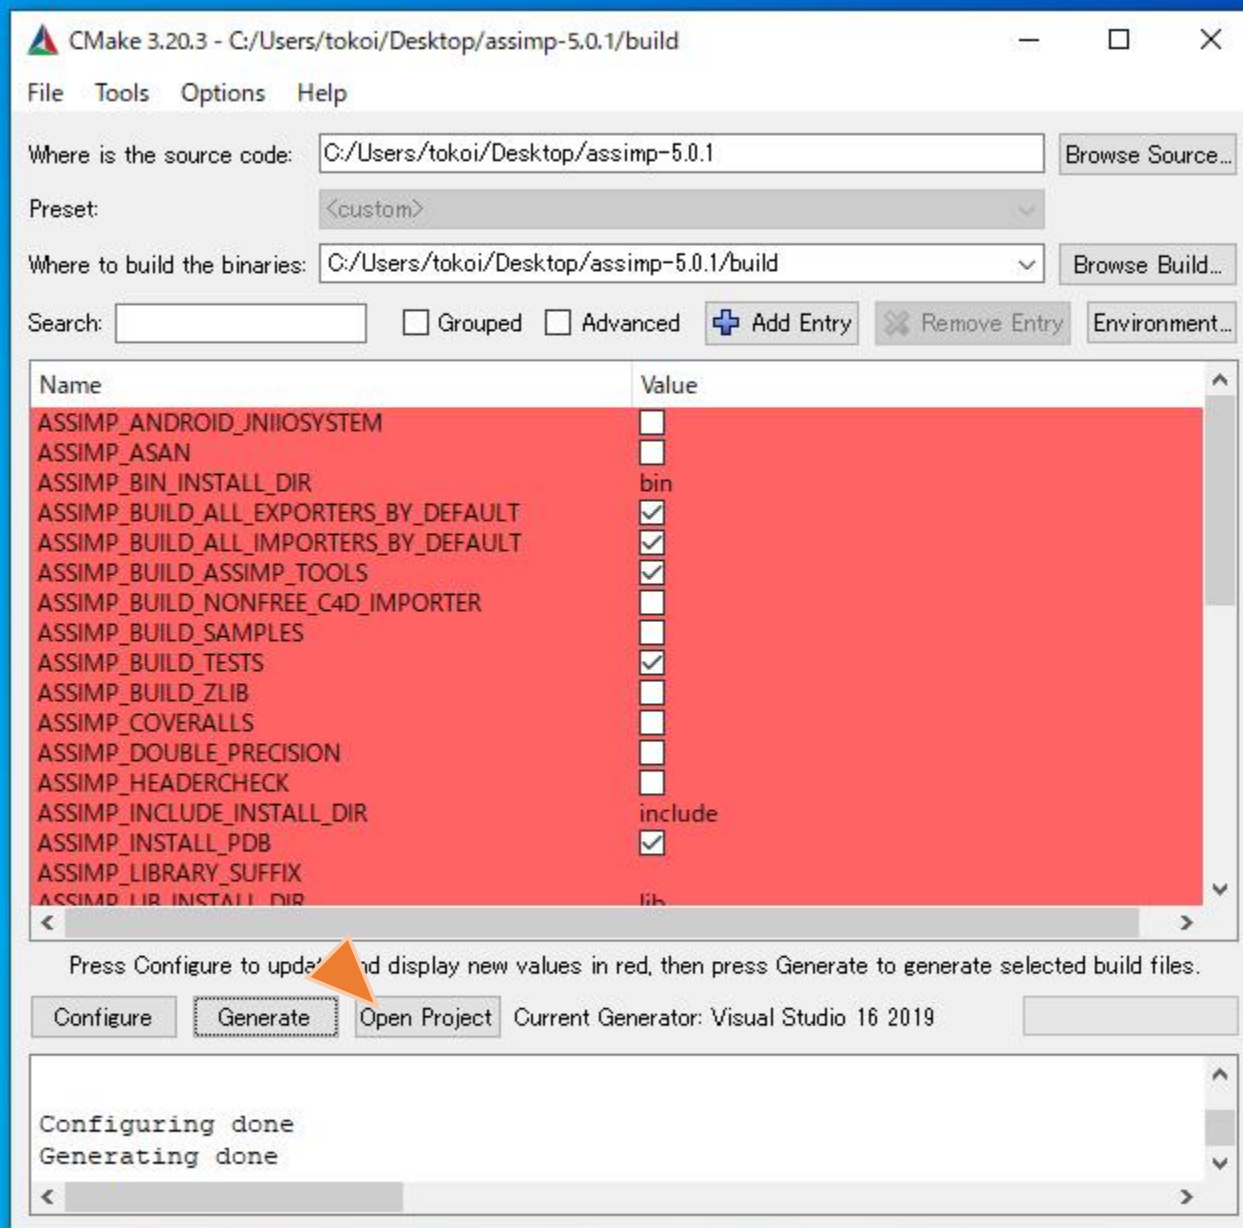 CMake 3.20.3 - C:/Users/tokoi/Desktop/assimp-5.0.1/build
File Tools Options Help
Where is the source code: C:/Users/tokoi/Desktop/assimp-5.0.1 Browse Source...
Preset: <custom>
Where to build the binaries: C:/Users/tokoi/Desktop/assimp-5.0.1/build Browse Build...
Search: Grouped Advanced Add Entry Remove Entry Environment...
Name Value
ASSIMP_ANDROID_JNIIOSYSTEM
ASSIMP_ASAN
ASSIMP_BIN_INSTALL_DIR bin
ASSIMP_BUILD_ALL_EXPORTERS_BY_DEFAULT
ASSIMP_BUILD_ALL_IMPORTERS_BY_DEFAULT
ASSIMP_BUILD_ASSIMP_TOOLS
ASSIMP_BUILD_NONFREE_C4D_IMPORTER
ASSIMP_BUILD_SAMPLES
ASSIMP_BUILD_TESTS
ASSIMP_BUILD_ZLIB
ASSIMP_COVERALLS
ASSIMP_DOUBLE_PRECISION
ASSIMP_HEADERCHECK
ASSIMP_INCLUDE_INSTALL_DIR include
ASSIMP_INSTALL_PDB
ASSIMP_LIBRARY_SUFFIX
ASSIMP_LIB_INSTALL_DIR lib
Press Configure to display new values in red, then press Generate to generate selected build files.
Configure Generate Open Project Current Generator: Visual Studio 16 2019
Configuring done
Generating done